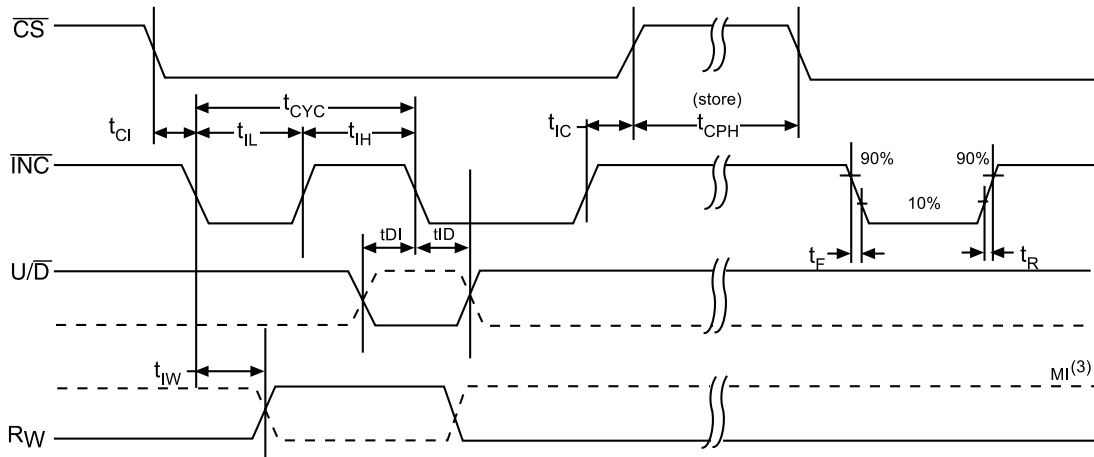 CS
tCYC
(store)
tCI
tIL
tIH
tIC
tCPH
INC
90%
90%
10%
tDI
tID
U/D
tF
tR
tIW
MI(3)
RW